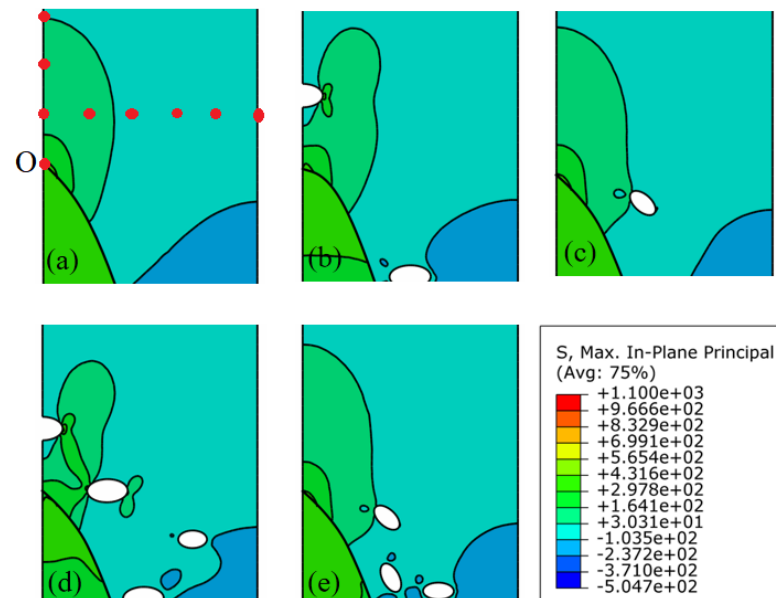 O
(a)
(b)
(c)
(d)
(e)
S, Max. In-Plane Principal
(Avg: 75%)
+1.100e+03
+9.666e+02
+8.329e+02
+6.991e+02
+5.654e+02
+4.316e+02
+2.978e+02
+1.641e+02
+3.031e+01
-1.035e+02
-2.372e+02
-3.710e+02
-5.047e+02